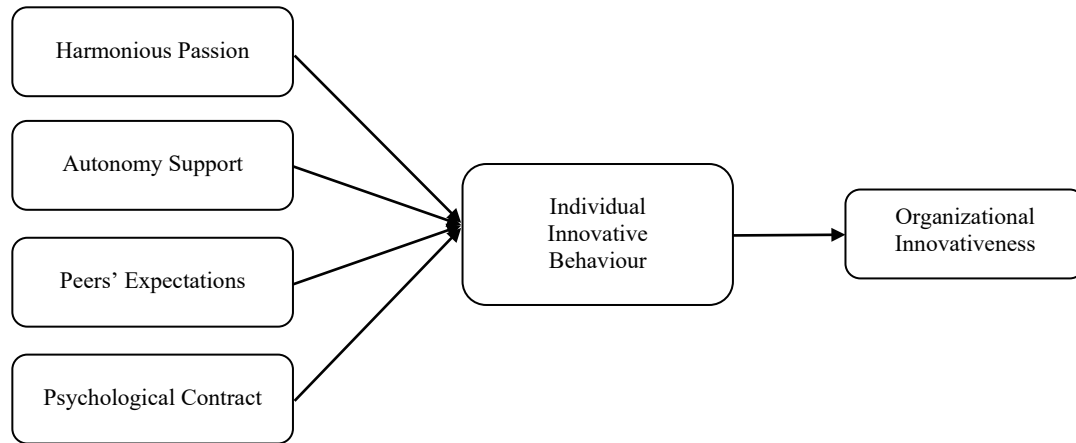 Harmonious Passion
Autonomy Support
Peers’ Expectations
Psychological Contract
Individual
Innovative
Behaviour
Organizational
Innovativeness